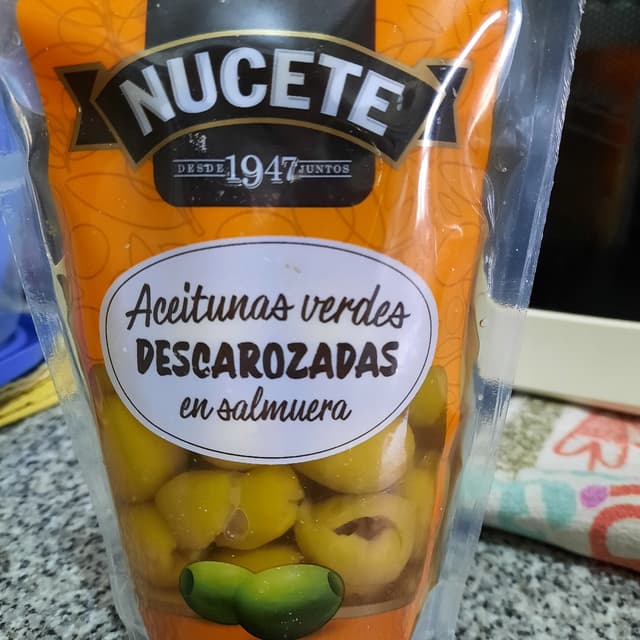 NUCETE
DESDE 1947 JUNTOS
Aceitunas verdes
DESCAROZADAS
en salmuera